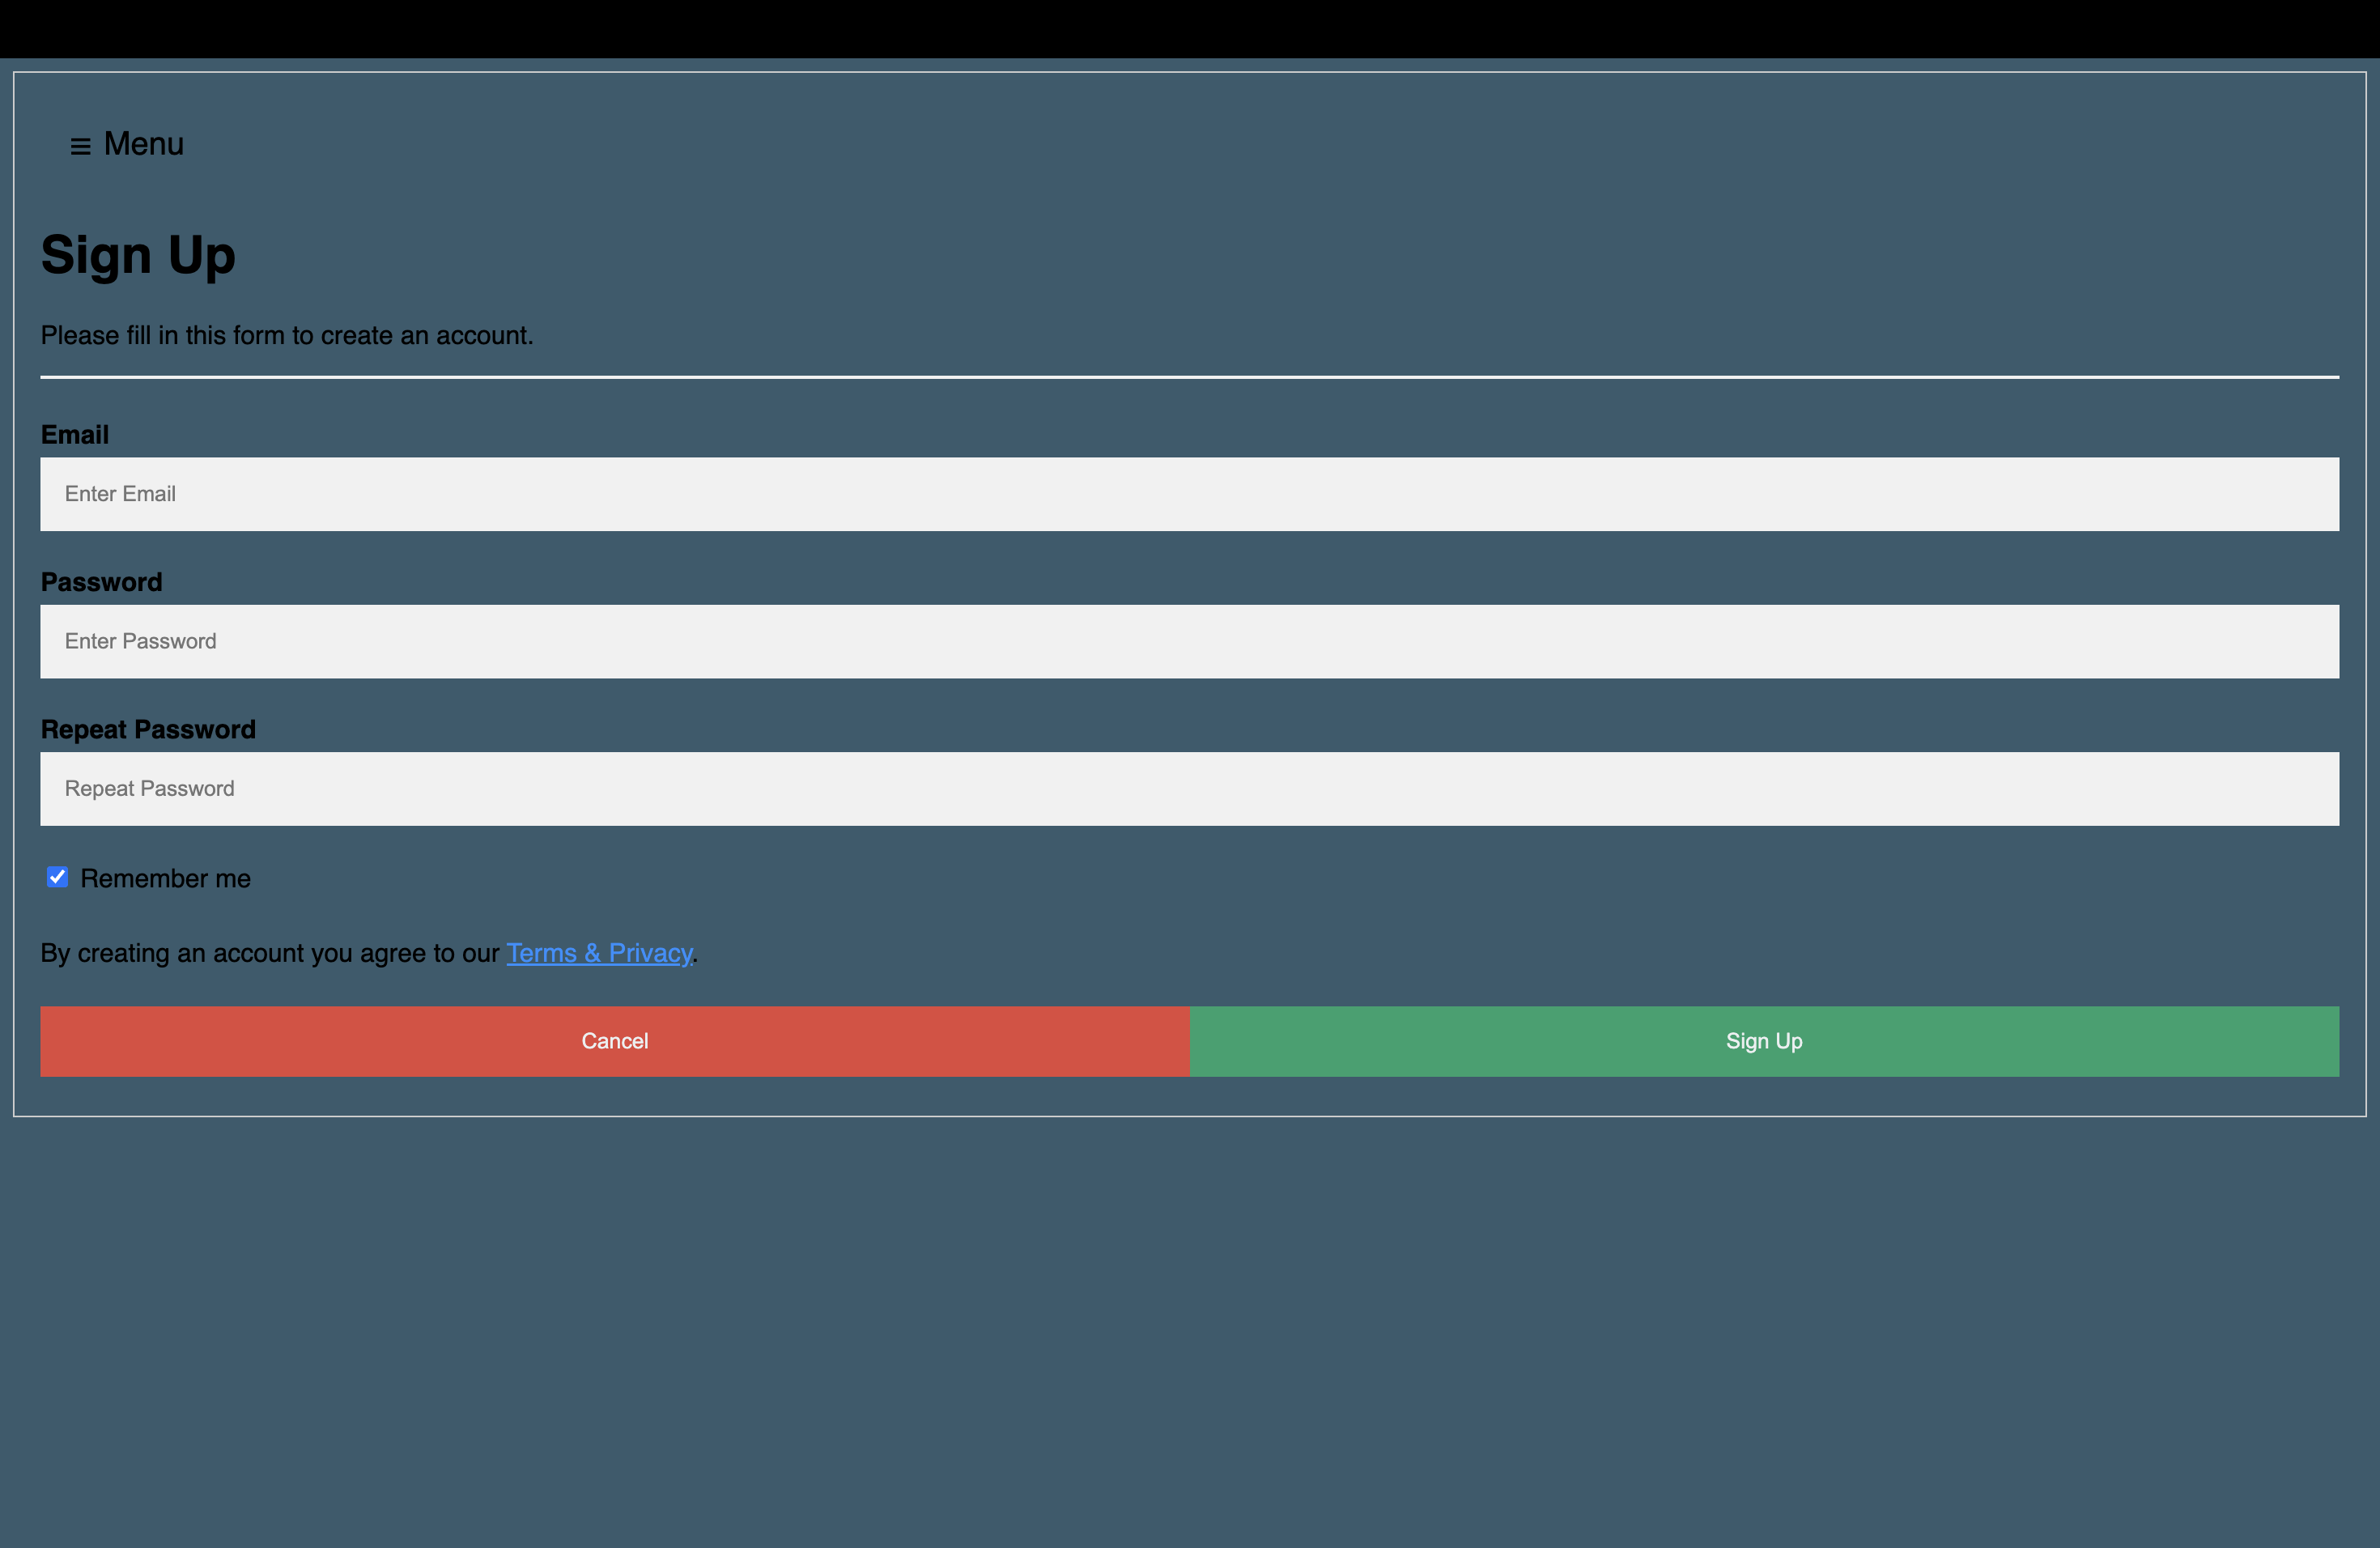 ≡ Menu
Sign Up
Please fill in this form to create an account.
Email
Enter Email
Password
Enter Password
Repeat Password
Repeat Password
Remember me
By creating an account you agree to our Terms & Privacy.
Cancel
Sign Up